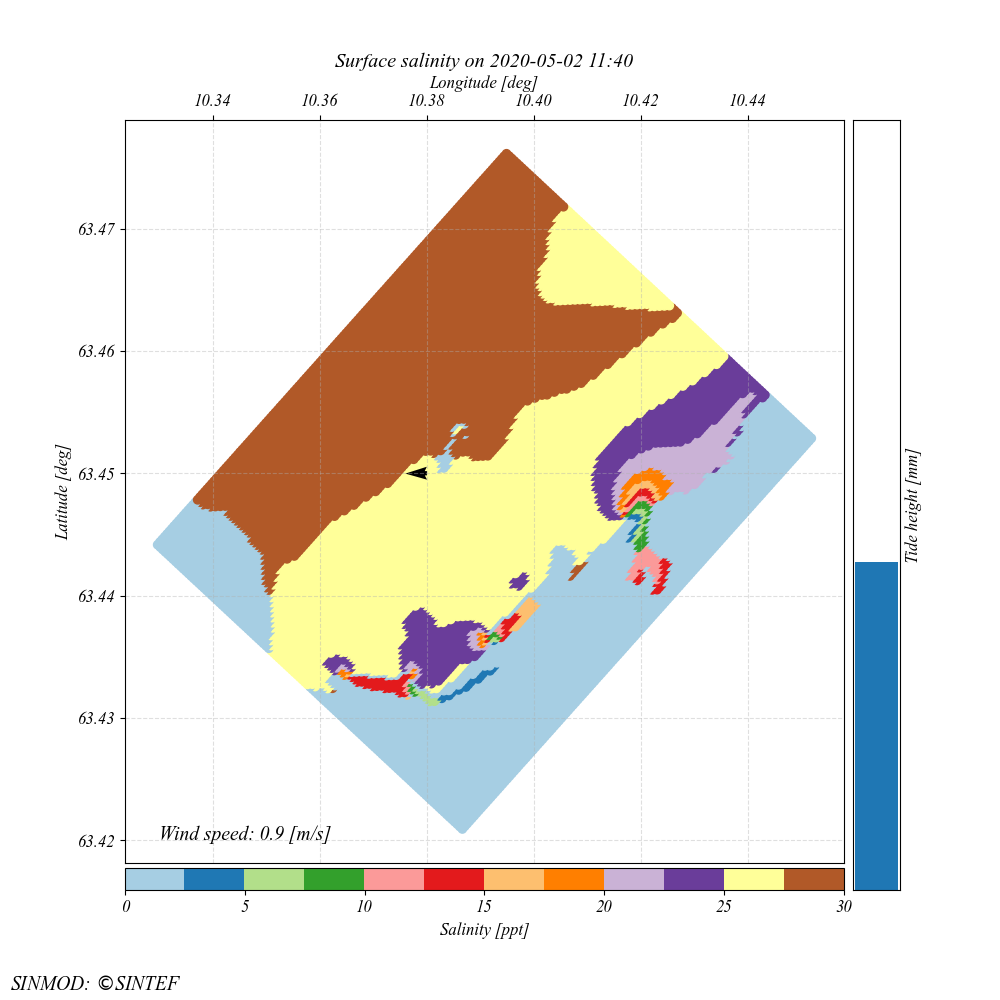 Surface salinity on 2020-05-02 11:40
Longitude [deg]
10.34 10.36 10.38 10.40 10.42 10.44
63.47
63.46
63.45
63.44
63.43
63.42
Latitude [deg]
Tide height [mm]
Wind speed: 0.9 [m/s]
0 5 10 15 20 25 30
Salinity [ppt]
SINMOD: ©SINTEF